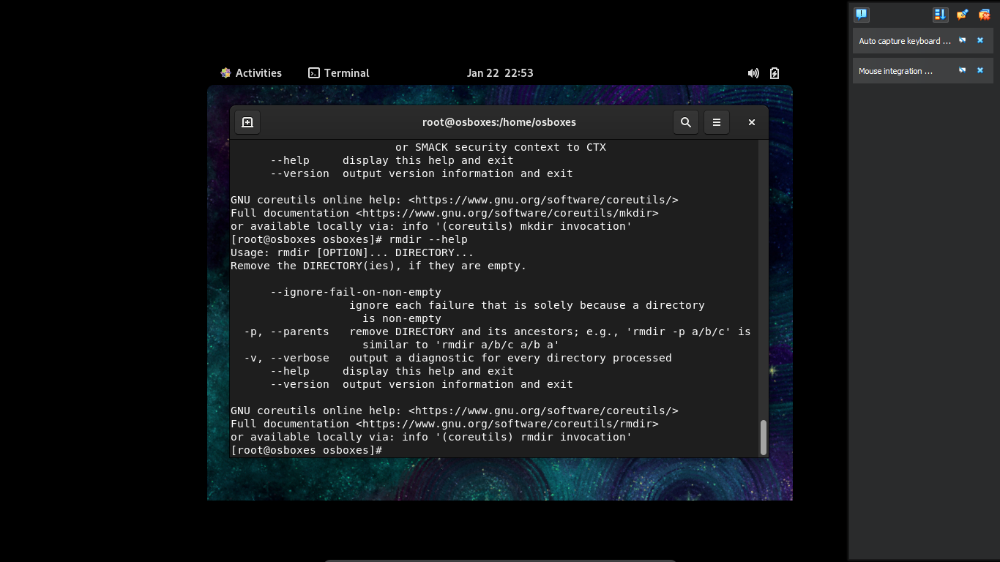 Activities
Terminal
Jan 22 22:53
root@osboxes:/home/osboxes
or SMACK security context to CTX
--help display this help and exit
--version output version information and exit
GNU coreutils online help: <https://www.gnu.org/software/coreutils/>
Full documentation <https://www.gnu.org/software/coreutils/mkdir>
or available locally via: info '(coreutils) mkdir invocation'
[root@osboxes osboxes]# rmdir --help
Usage: rmdir [OPTION]... DIRECTORY...
Remove the DIRECTORY(ies), if they are empty.
--ignore-fail-on-non-empty
ignore each failure that is solely because a directory
is non-empty
-p, --parents remove DIRECTORY and its ancestors; e.g., 'rmdir -p a/b/c' is
similar to 'rmdir a/b/c a/b a'
-v, --verbose output a diagnostic for every directory processed
--help display this help and exit
--version output version information and exit
GNU coreutils online help: <https://www.gnu.org/software/coreutils/>
Full documentation <https://www.gnu.org/software/coreutils/rmdir>
or available locally via: info '(coreutils) rmdir invocation'
[root@osboxes osboxes]#
Auto capture keyboard ...
Mouse integration ...